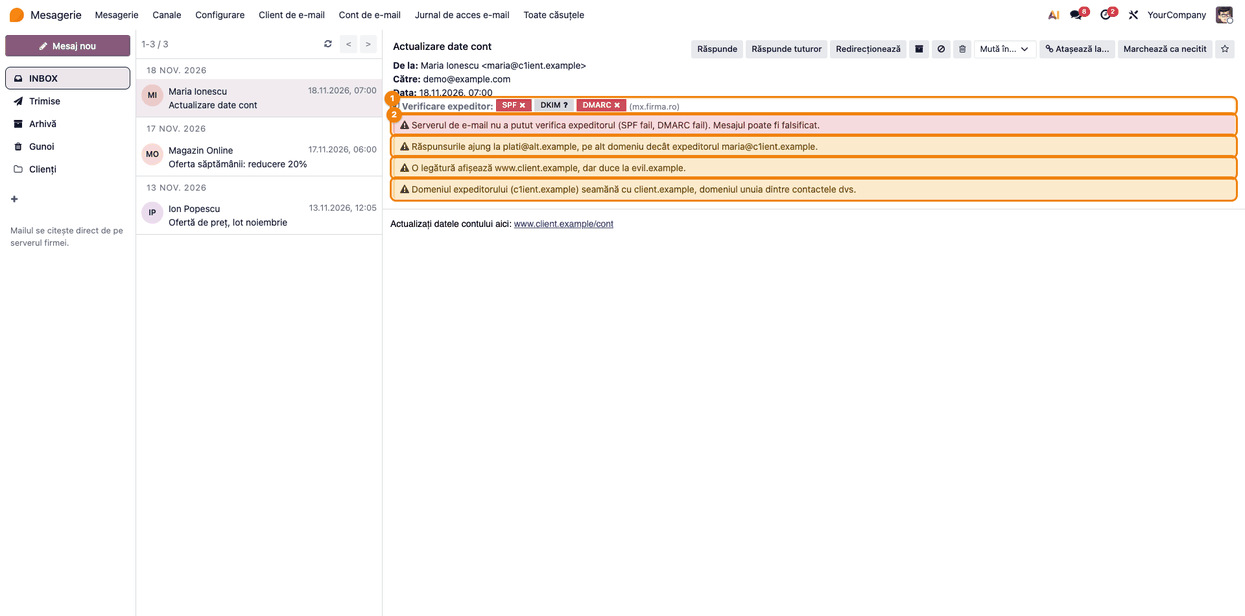 Mesagerie Mesagerie Canale Configurare Client de e-mail Cont de e-mail Jurnal de acces e-mail Toate căsuțele AI 6 2 YourCompany
Mesaj nou
INBOX
Trimise
Arhivă
Gunoi
Clienți
+
Mailul se citește direct de pe
serverul firmei.
1-3 / 3 < >
18 NOV. 2026
MI Maria Ionescu 18.11.2026, 07:00
Actualizare date cont
17 NOV. 2026
MO Magazin Online 17.11.2026, 06:00
Oferta săptămânii: reducere 20%
13 NOV. 2026
IP Ion Popescu 13.11.2026, 12:05
Ofertă de preț, lot noiembrie
Actualizare date cont Răspunde Răspunde tuturor Redirecționează Mută în... Atașează la... Marchează ca necitit
De la: Maria Ionescu <maria@c1ient.example>
Către: demo@example.com
Data: 18.11.2026, 07:00
1 Verificare expeditor: SPF × DKIM ? DMARC × (mx.firma.ro)
2 Serverul de e-mail nu a putut verifica expeditorul (SPF fail, DMARC fail). Mesajul poate fi falsificat.
Răspunsurile ajung la plati@alt.example, pe alt domeniu decât expeditorul maria@c1ient.example.
O legătură afișează www.client.example, dar duce la evil.example.
Domeniul expeditorului (c1ient.example) seamănă cu client.example, domeniul unuia dintre contactele dvs.
Actualizați datele contului aici: www.client.example/cont